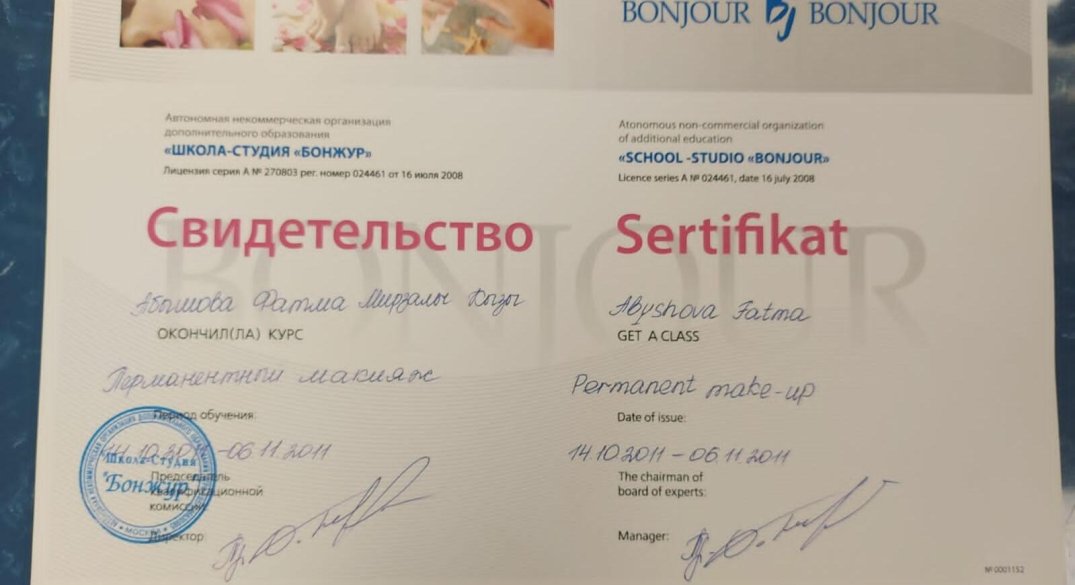 BONJOUR BJ BONJOUR
Автономная некоммерческая организация
дополнительного образования
«ШКОЛА-СТУДИЯ «БОНЖУР»
Лицензия серия А № 270803 рег. номер 024461 от 16 июля 2008
Свидетельство
Абышова Фатма Мирзалы Кызы
ОКОНЧИЛ(ЛА) КУРС
Перманентный макияж
Период обучения:
14.10.2011 - 06.11.2011
Председатель
квалификационной
комиссии:
Директор:
Школа-Студия
"Бонжур"
МОСКВА
Atonomous non-commercial organization
of additional education
«SCHOOL -STUDIO «BONJOUR»
Licence series A № 024461, date 16 july 2008
Sertifikat
Abyshova Fatma
GET A CLASS
Permanent make-up
Date of issue:
14.10.2011 - 06.11.2011
The chairman of
board of experts:
Manager:
№ 0001152
BONJOUR